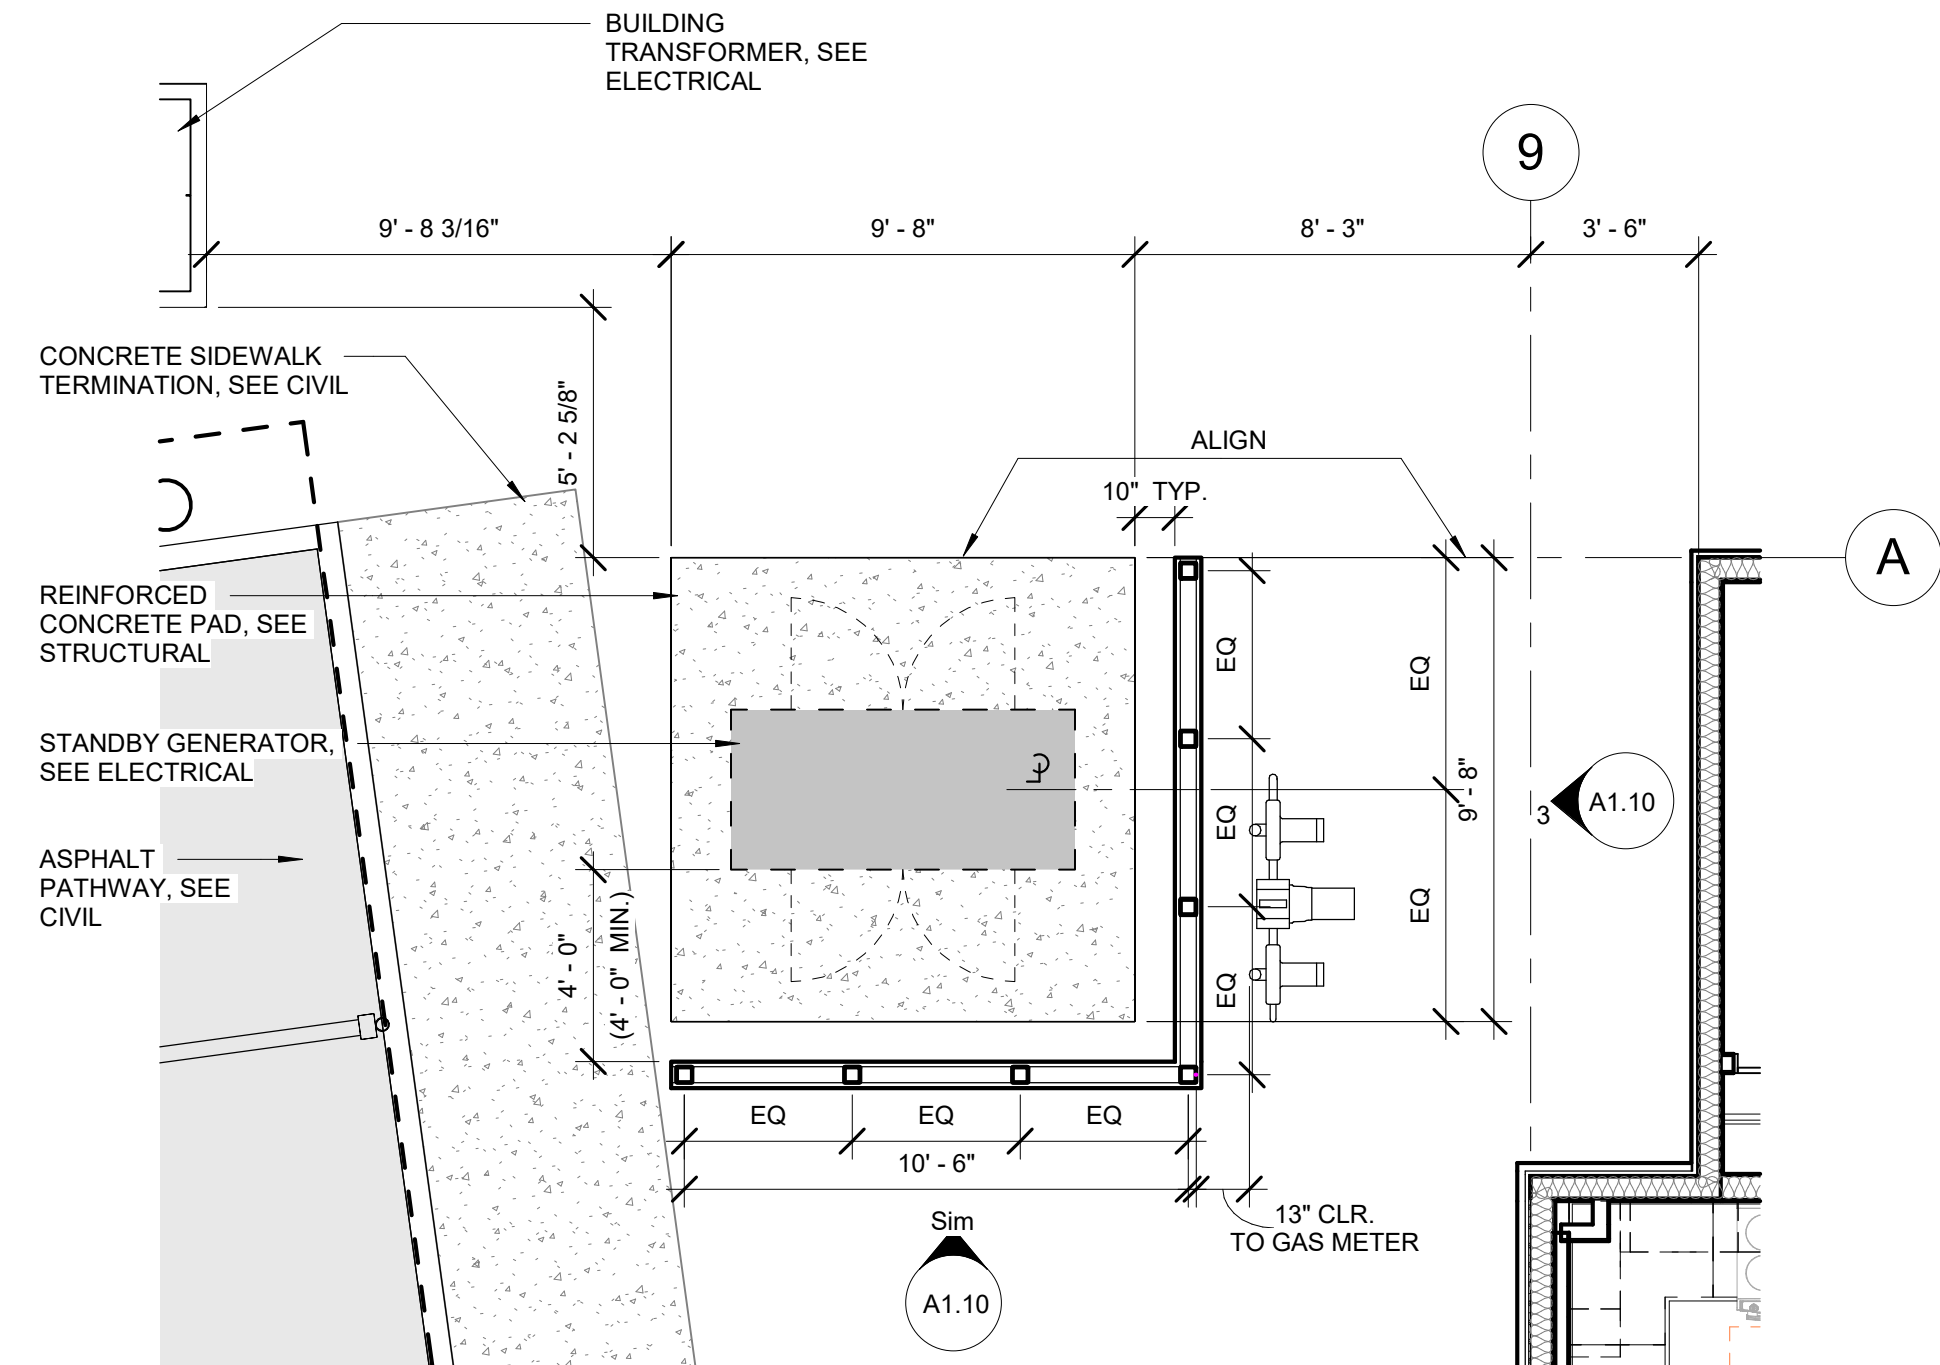 BUILDING
TRANSFORMER, SEE
ELECTRICAL
9
9' - 8 3/16"
9' - 8"
8' - 3"
3' - 6"
CONCRETE SIDEWALK
TERMINATION, SEE CIVIL
5' - 2 5/8"
ALIGN
10" TYP.
A
REINFORCED
CONCRETE PAD, SEE
STRUCTURAL
EQ
EQ
STANDBY GENERATOR,
SEE ELECTRICAL
EQ
9' - 8"
3
A1.10
ASPHALT
PATHWAY, SEE
CIVIL
4' - 0"
(4' - 0" MIN.)
EQ
EQ
EQ
EQ
EQ
10' - 6"
Sim
A1.10
13" CLR.
TO GAS METER